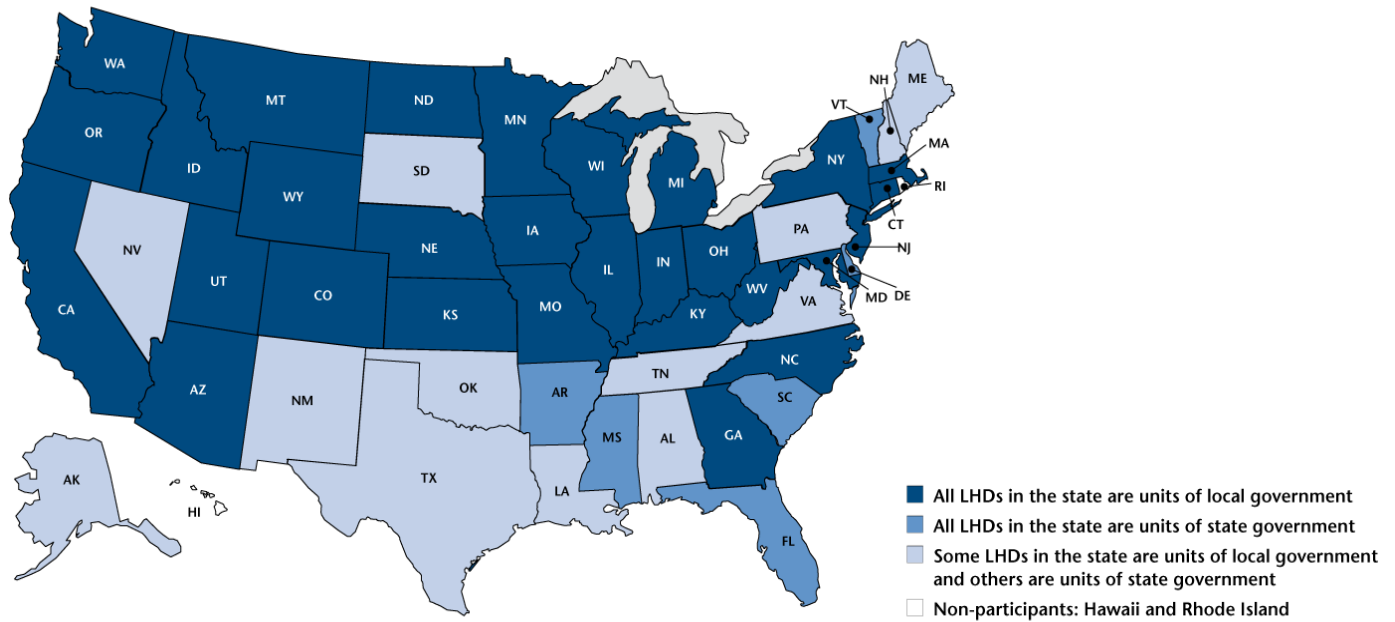 WA
MT
ND
MN
OR
ID
WY
SD
WI
MI
NY
VT
NH
ME
MA
RI
CT
NJ
DE
MD
PA
NV
UT
CO
NE
IA
IL
IN
OH
WV
VA
CA
KS
MO
KY
AZ
NM
OK
AR
TN
NC
SC
MS
AL
GA
TX
LA
FL
AK
HI
All LHDs in the state are units of local government
All LHDs in the state are units of state government
Some LHDs in the state are units of local government
and others are units of state government
Non-participants: Hawaii and Rhode Island